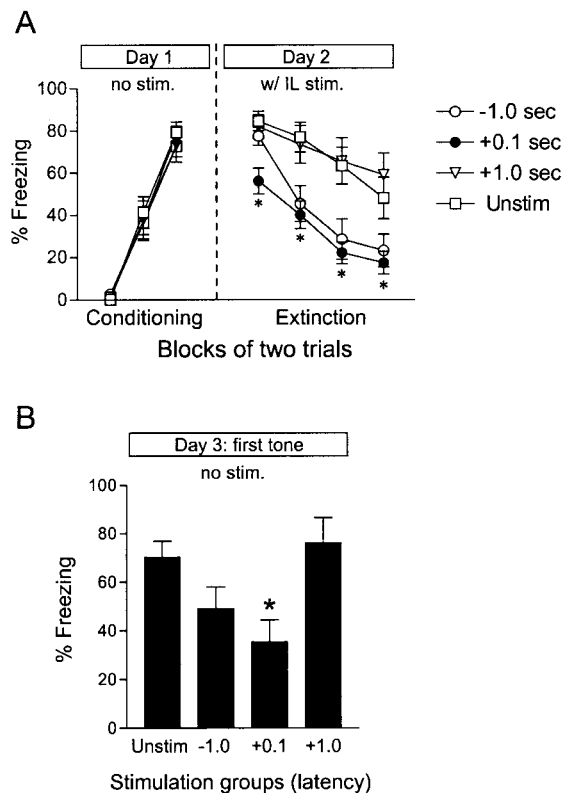 A
Day 1
Day 2
no stim.
w/ IL stim.
% Freezing
100
80
60
40
20
0
* * * *
Conditioning
Extinction
Blocks of two trials
-1.0 sec
+0.1 sec
+1.0 sec
Unstim
B
Day 3: first tone
no stim.
% Freezing
100
80
60
40
20
0
*
Unstim -1.0 +0.1 +1.0
Stimulation groups (latency)